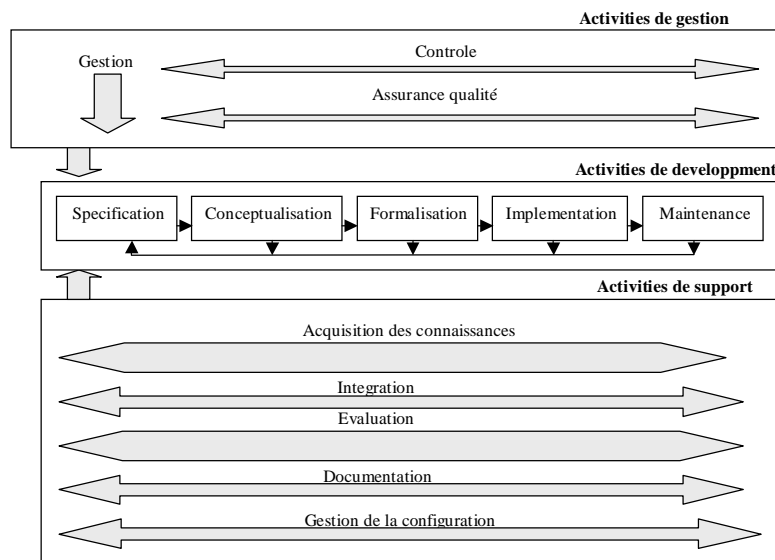 Activities de gestion
Gestion
Controle
Assurance qualité
Activities de developpment
Specification
Conceptualisation
Formalisation
Implementation
Maintenance
Activities de support
Acquisition des connaissances
Integration
Evaluation
Documentation
Gestion de la configuration